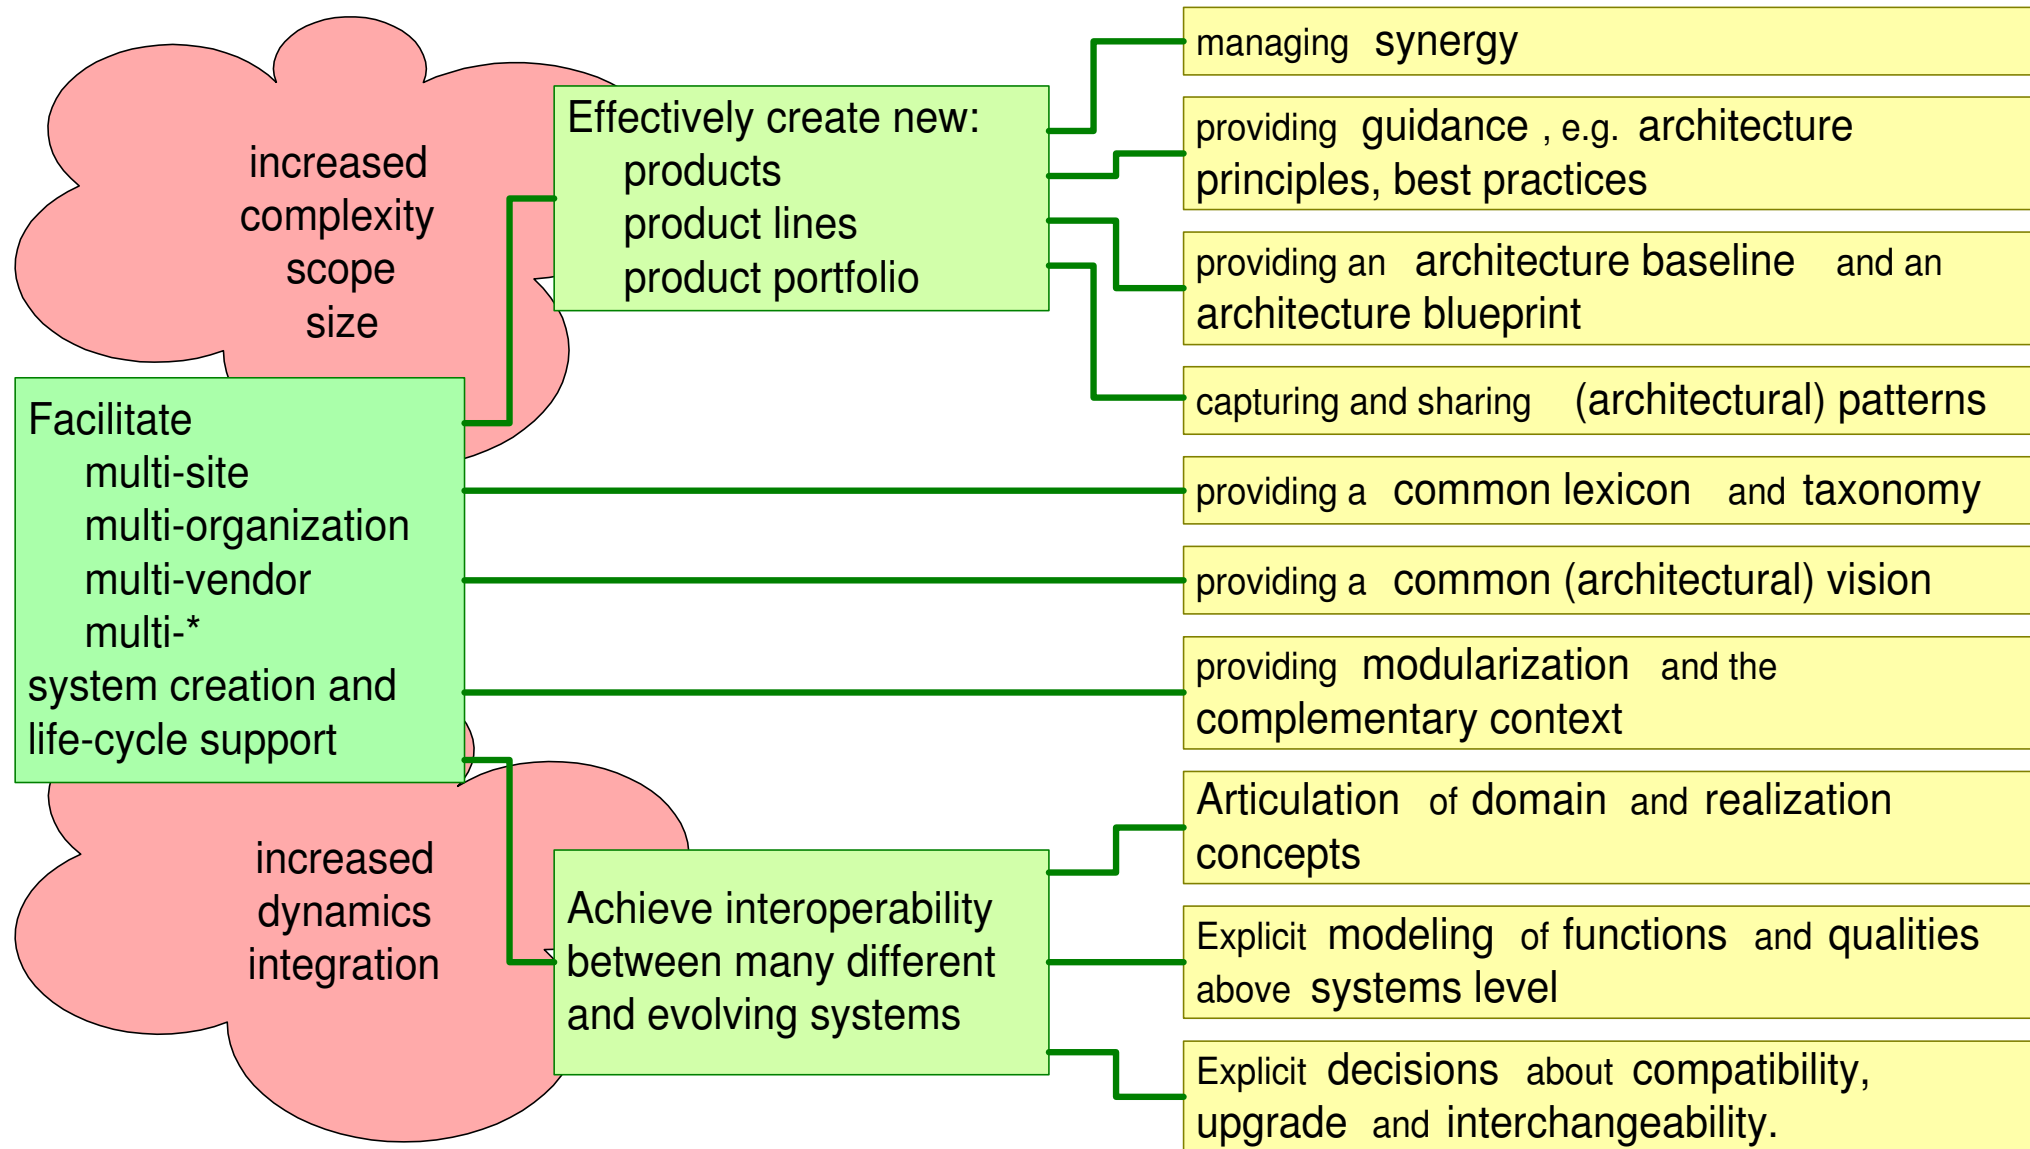 increased
complexity
scope
size
Facilitate
multi-site
multi-organization
multi-vendor
multi-*
system creation and
life-cycle support
increased
dynamics
integration
Effectively create new:
products
product lines
product portfolio
Achieve interoperability
between many different
and evolving systems
managing synergy
providing guidance , e.g. architecture
principles, best practices
providing an architecture baseline and an
architecture blueprint
capturing and sharing (architectural) patterns
providing a common lexicon and taxonomy
providing a common (architectural) vision
providing modularization and the
complementary context
Articulation of domain and realization
concepts
Explicit modeling of functions and qualities
above systems level
Explicit decisions about compatibility,
upgrade and interchangeability.